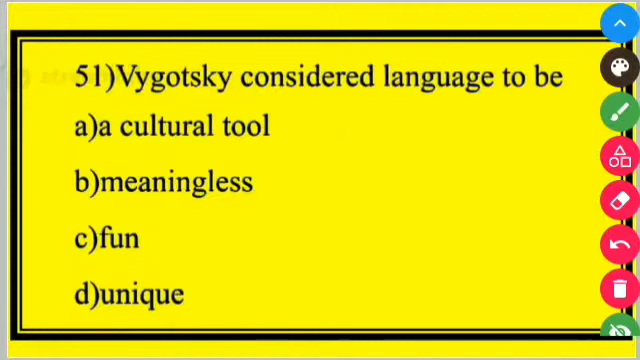 51)Vygotsky considered language to be
a)a cultural tool
b)meaningless
c)fun
d)unique